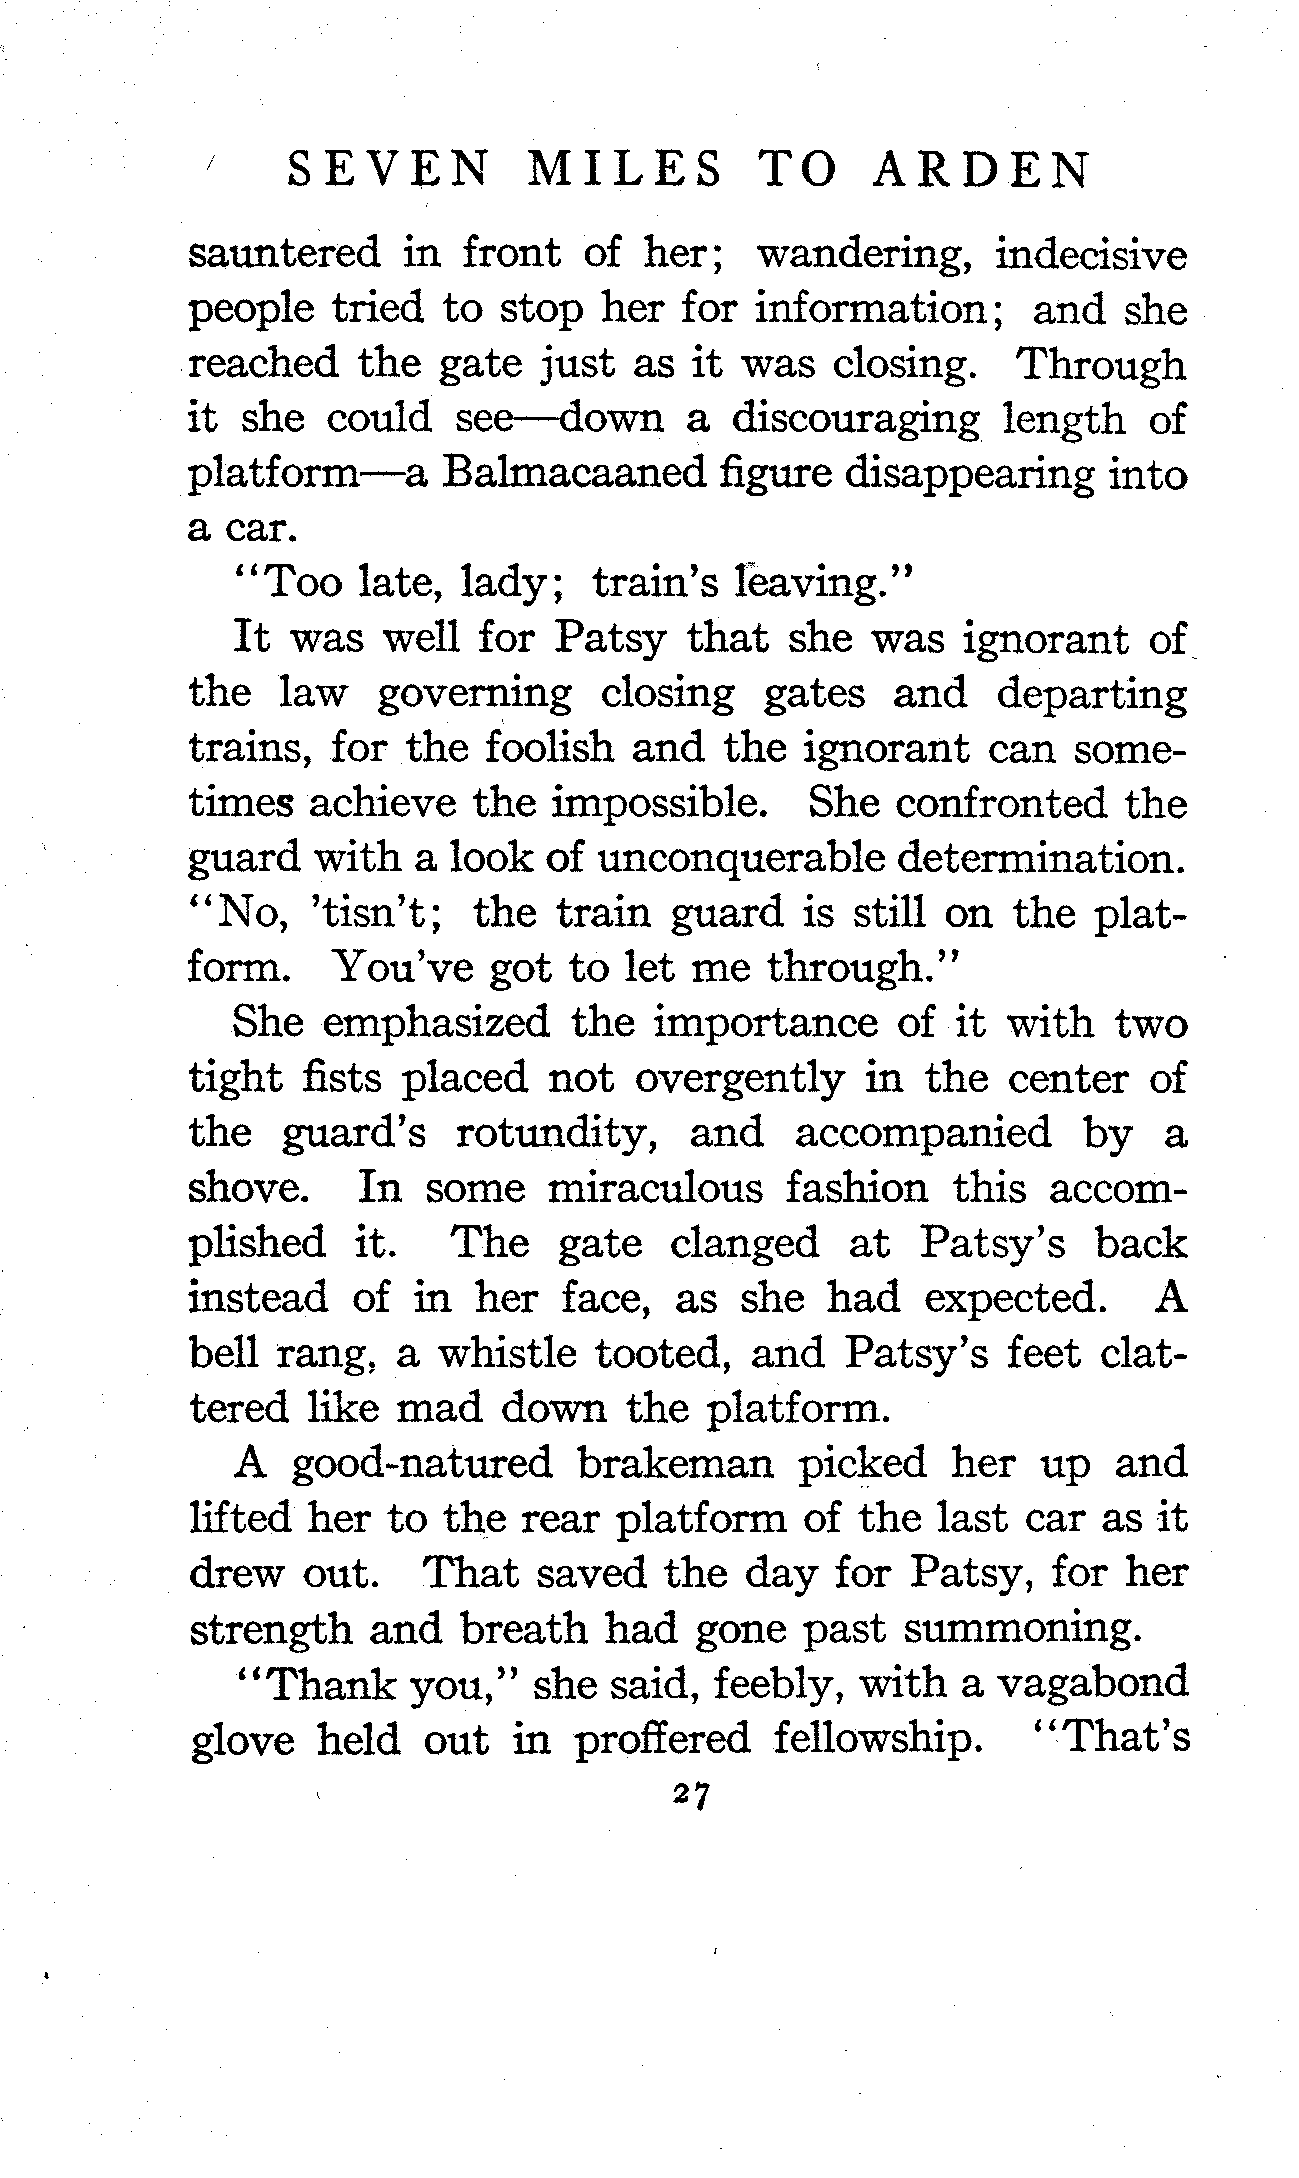 SEVEN MILES TO ARDEN
sauntered in front of her; wandering, indecisive
people tried to stop her for information; and she
reached the gate just as it was closing. Through
it she could see—down a discouraging length of
platform—a Balmacaaned figure disappearing into
a car.
"Too late, lady; train's leaving."
It was well for Patsy that she was ignorant of
the law governing closing gates and departing
trains, for the foolish and the ignorant can some-
times achieve the impossible. She confronted the
guard with a look of unconquerable determination.
"No, 'tisn't; the train guard is still on the plat-
form. You've got to let me through."
She emphasized the importance of it with two
tight fists placed not overgently in the center of
the guard's rotundity, and accompanied by a
shove. In some miraculous fashion this accom-
plished it. The gate clanged at Patsy's back
instead of in her face, as she had expected. A
bell rang, a whistle tooted, and Patsy's feet clat-
tered like mad down the platform.
A good-natured brakeman picked her up and
lifted her to the rear platform of the last car as it
drew out. That saved the day for Patsy, for her
strength and breath had gone past summoning.
"Thank you," she said, feebly, with a vagabond
glove held out in proffered fellowship. "That's
27